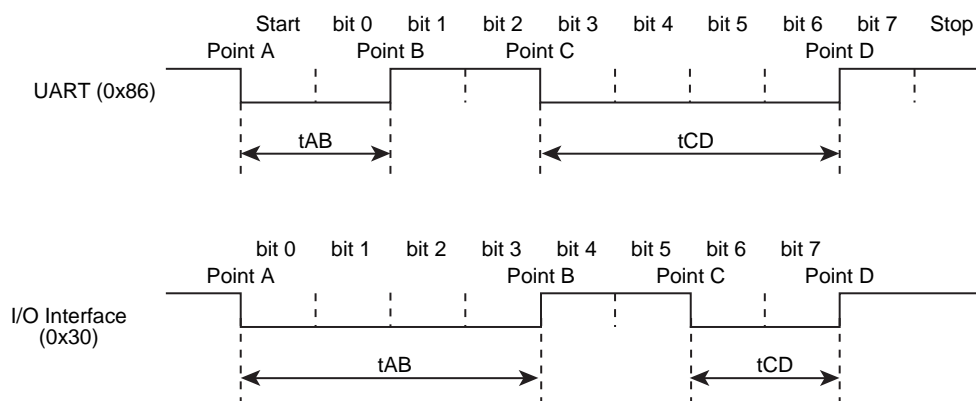 Start bit 0 bit 1 bit 2 bit 3 bit 4 bit 5 bit 6 bit 7 Stop
Point A Point B Point C Point D
UART (0x86)
tAB tCD
bit 0 bit 1 bit 2 bit 3 bit 4 bit 5 bit 6 bit 7
Point A Point B Point C Point D
I/O Interface
(0x30)
tAB tCD